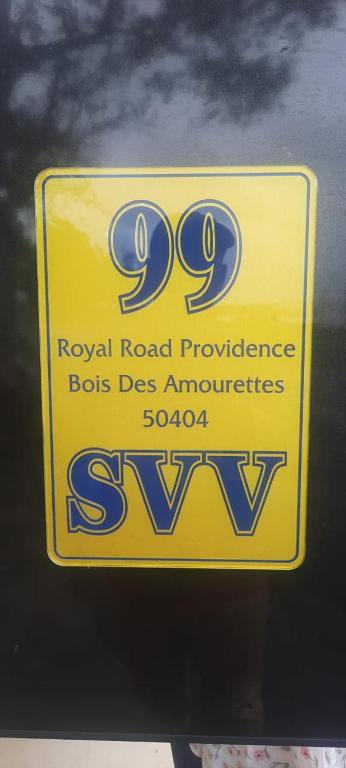 99
Royal Road Providence
Bois Des Amourettes
50404
SVV